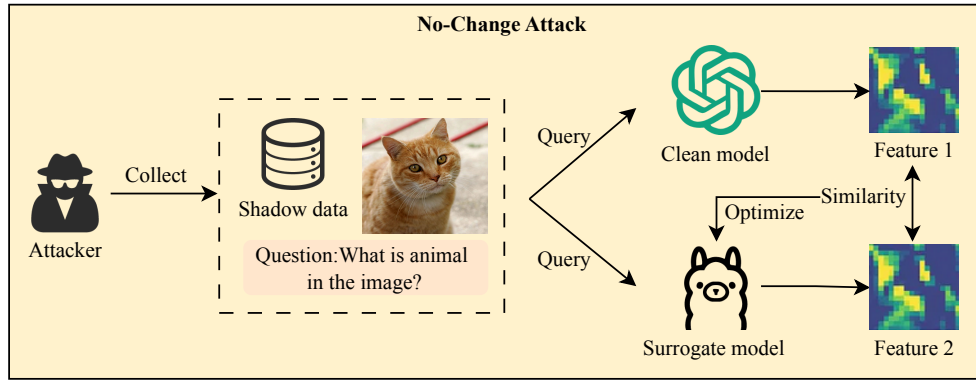 No-Change Attack
Attacker
Collect
Shadow data
Question:What is animal
in the image?
Query
Query
Clean model
Feature 1
Similarity
Optimize
Surrogate model
Feature 2